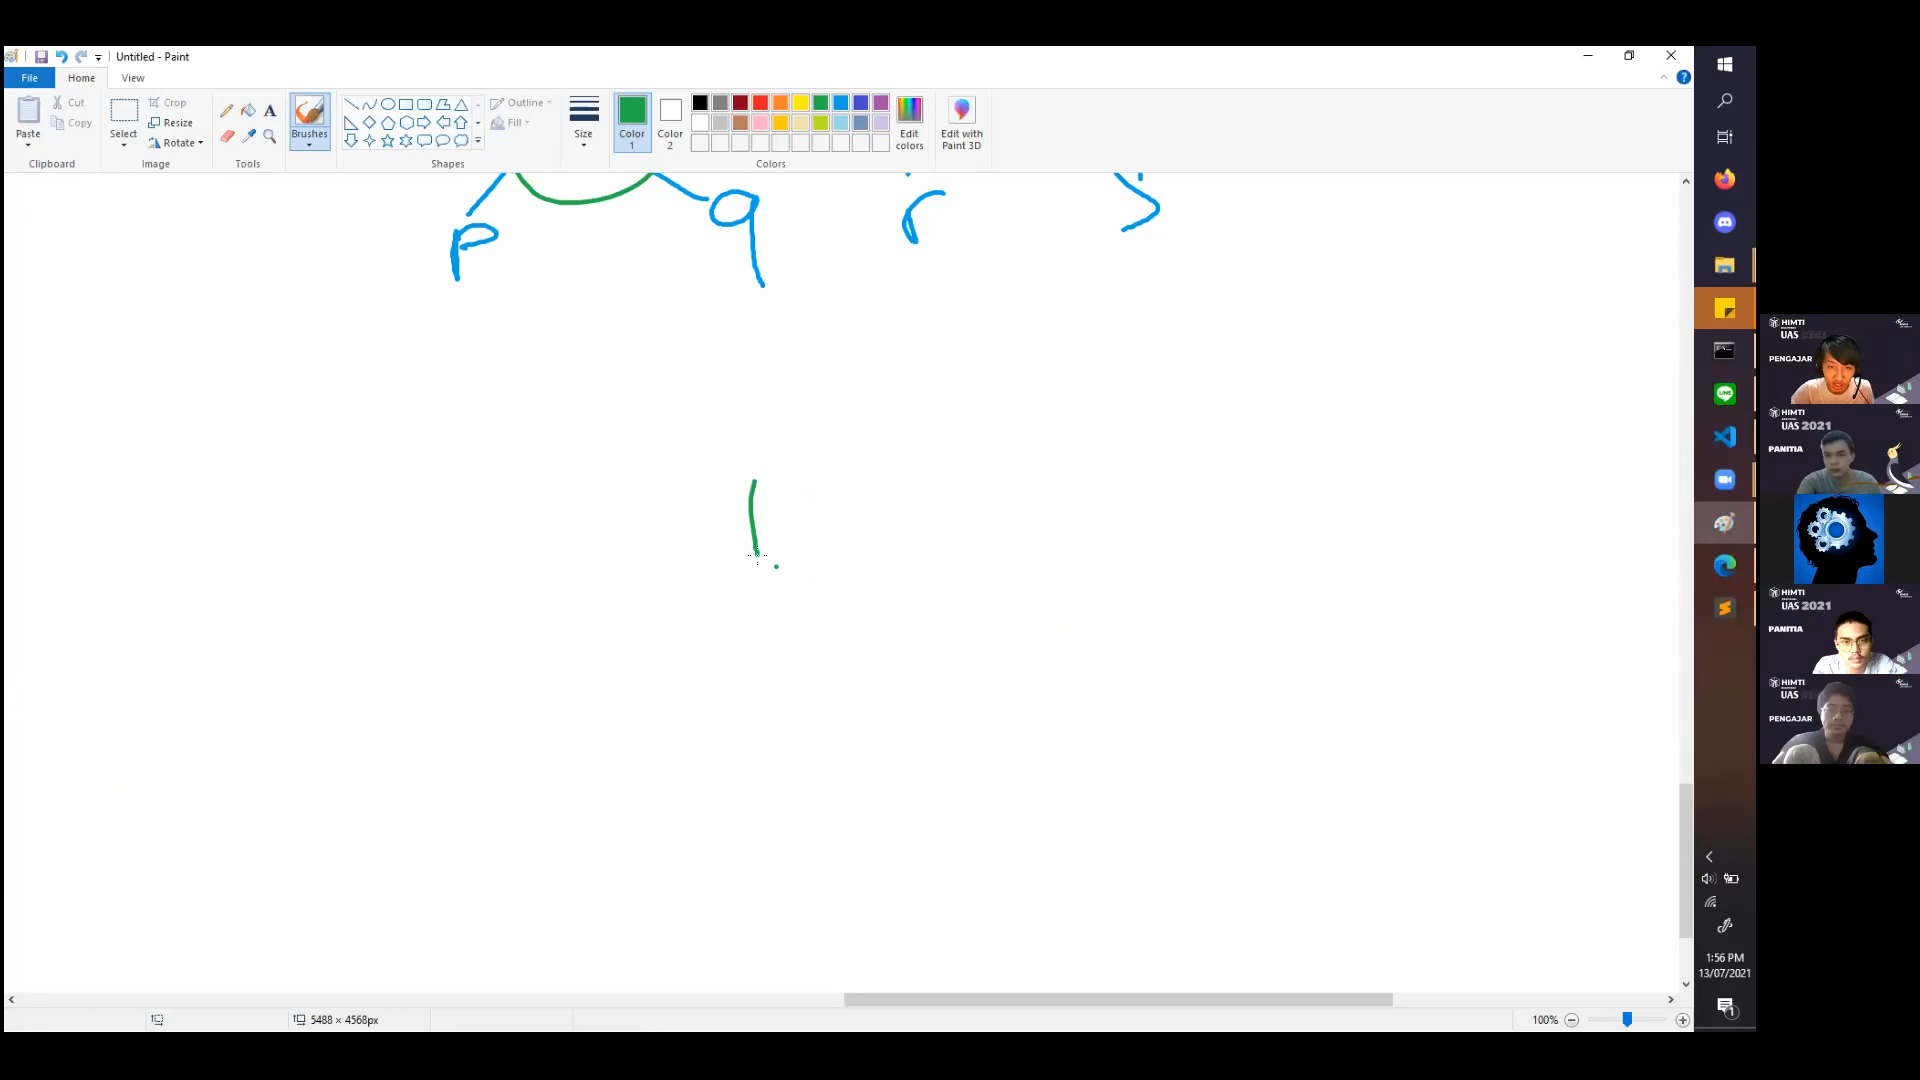 Untitled - Paint
File
Home
View
Paste
Cut
Copy
Clipboard
Select
Crop
Resize
Rotate
Image
A
Tools
Brushes
Outline
Fill
Shapes
Size
Color 1
Color 2
Edit colors
Edit with Paint 3D
Colors
p
q
r
s
HIMTI
UAS
PENGAJAR
HIMTI
UAS 2021
PANITIA
HIMTI
UAS 2021
PANITIA
HIMTI
UAS
PENGAJAR
LINE
1:56 PM
13/07/2021
1
5488 × 4568px
100%